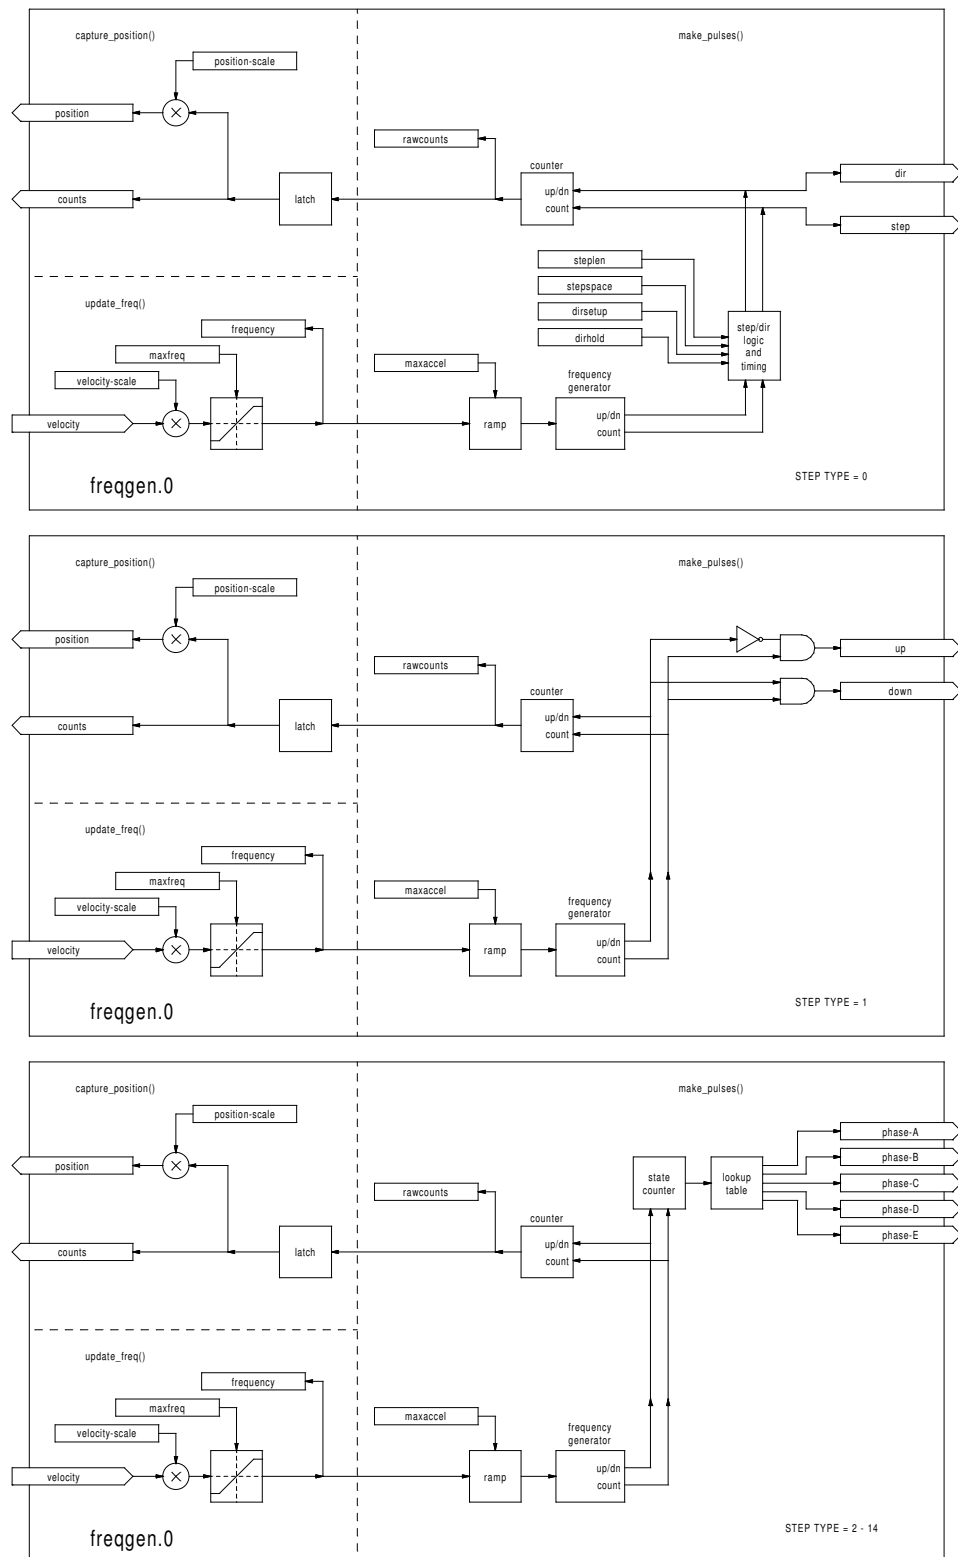 capture_position()
make_pulses()
position-scale
position
rawcounts
counter
dir
up/dn
counts
latch
count
step
steplen
stepspace
update_freq()
dirsetup
frequency
step/dir
logic
and
timing
dirhold
maxfreq
maxaccel
velocity-scale
frequency
generator
velocity
ramp
up/dn
count
freqgen.0
STEP TYPE = 0
capture_position()
make_pulses()
position-scale
position
up
rawcounts
counter
down
up/dn
counts
latch
count
update_freq()
frequency
maxfreq
maxaccel
velocity-scale
frequency
generator
velocity
ramp
up/dn
count
freqgen.0
STEP TYPE = 1
capture_position()
make_pulses()
position-scale
phase-A
position
phase-B
state
counter
lookup
table
phase-C
rawcounts
phase-D
counter
phase-E
up/dn
counts
latch
count
update_freq()
frequency
maxfreq
maxaccel
velocity-scale
frequency
generator
velocity
ramp
up/dn
count
freqgen.0
STEP TYPE = 2 - 14